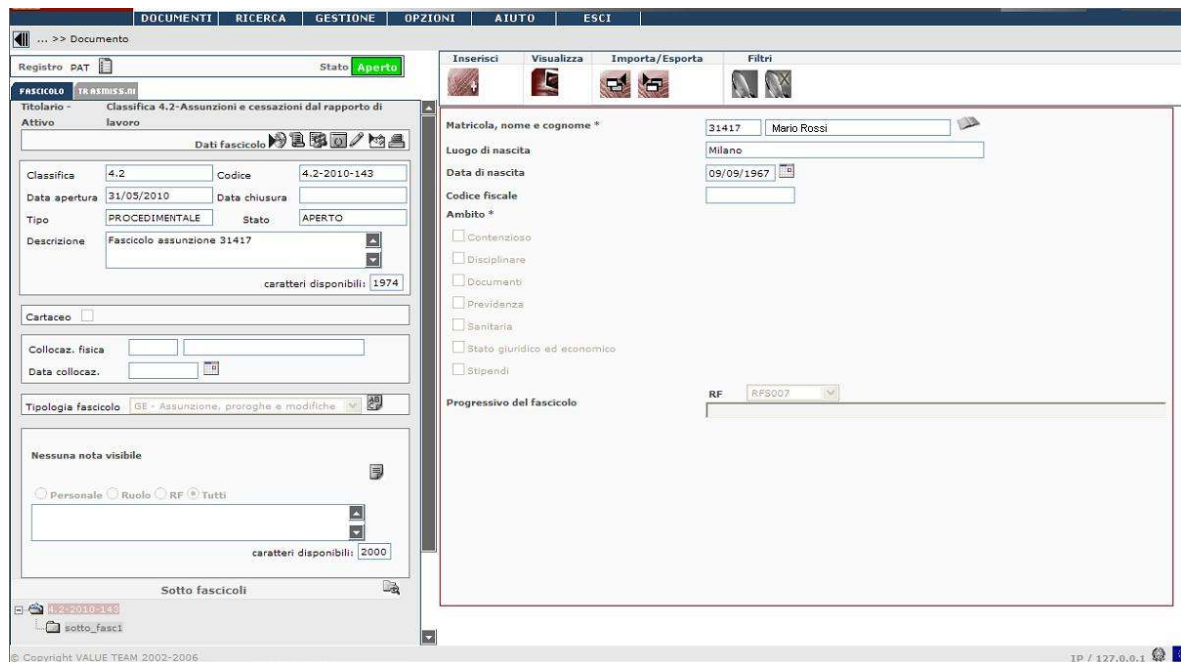 DOCUMENTI RICERCA GESTIONE OPZIONI AIUTO ESCI
... >> Documento
Registro PAT Stato Aperto
FASCICOLO TRASMISS.NI
Titolario - Attivo
Classifica 4.2-Assunzioni e cessazioni dal rapporto di lavoro
Dati fascicolo
Classifica 4.2 Codice 4.2-2010-143
Data apertura 31/05/2010 Data chiusura
Tipo PROCEDIMENTALE Stato APERTO
Descrizione Fascicolo assunzione 31417
caratteri disponibili: 1974
Cartaceo
Collocaz. fisica
Data collocaz.
Tipologia fascicolo GE - Assunzione, proroghe e modifiche
Nessuna nota visibile
Personale Ruolo RF Tutti
caratteri disponibili: 2000
Sotto fascicoli
4.2-2010-143
sotto_fasc1
Inserisci Visualizza Importa/Esporta Filtri
Matricola, nome e cognome * 31417 Mario Rossi
Luogo di nascita Milano
Data di nascita 09/09/1967
Codice fiscale
Ambito *
Contenzioso
Disciplinare
Documenti
Previdenza
Sanitaria
Stato giuridico ed economico
Stipendi
RF RFS007
Progressivo del fascicolo
© Copyright VALUE TEAM 2002-2006 IP / 127.0.0.1